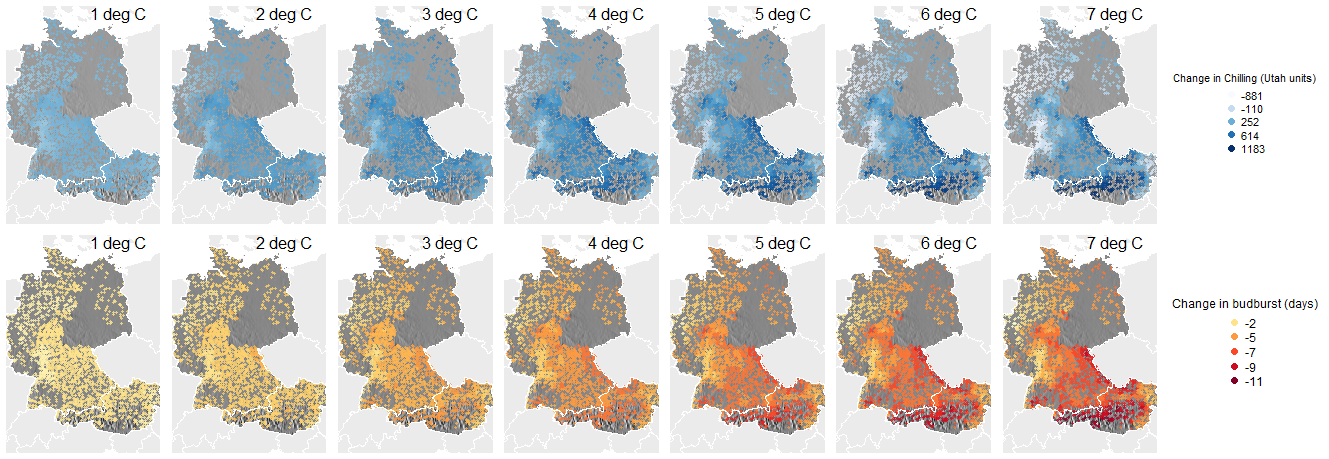 1 deg C
2 deg C
3 deg C
4 deg C
5 deg C
6 deg C
7 deg C
Change in Chilling (Utah units)
-881
-110
252
614
1183
1 deg C
2 deg C
3 deg C
4 deg C
5 deg C
6 deg C
7 deg C
Change in budburst (days)
-2
-5
-7
-9
-11